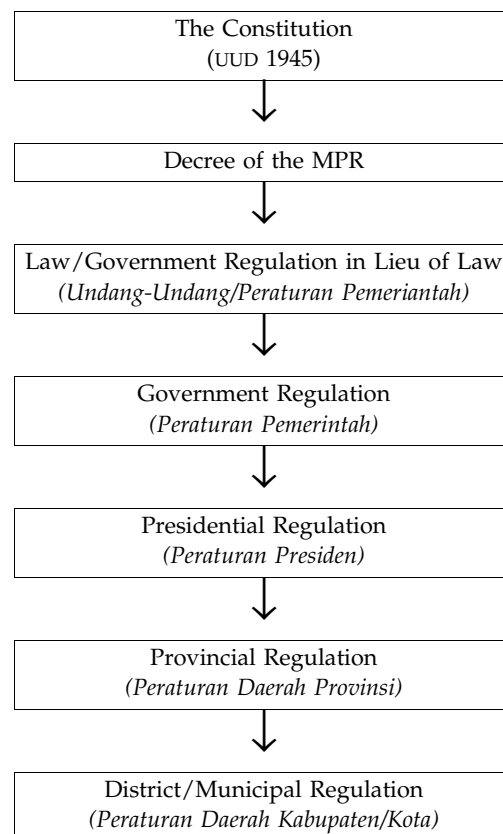 The Constitution
(UUD 1945)
Decree of the MPR
Law/Government Regulation in Lieu of Law
(Undang-Undang/Peraturan Pemeriantah)
Government Regulation
(Peraturan Pemerintah)
Presidential Regulation
(Peraturan Presiden)
Provincial Regulation
(Peraturan Daerah Provinsi)
District/Municipal Regulation
(Peraturan Daerah Kabupaten/Kota)